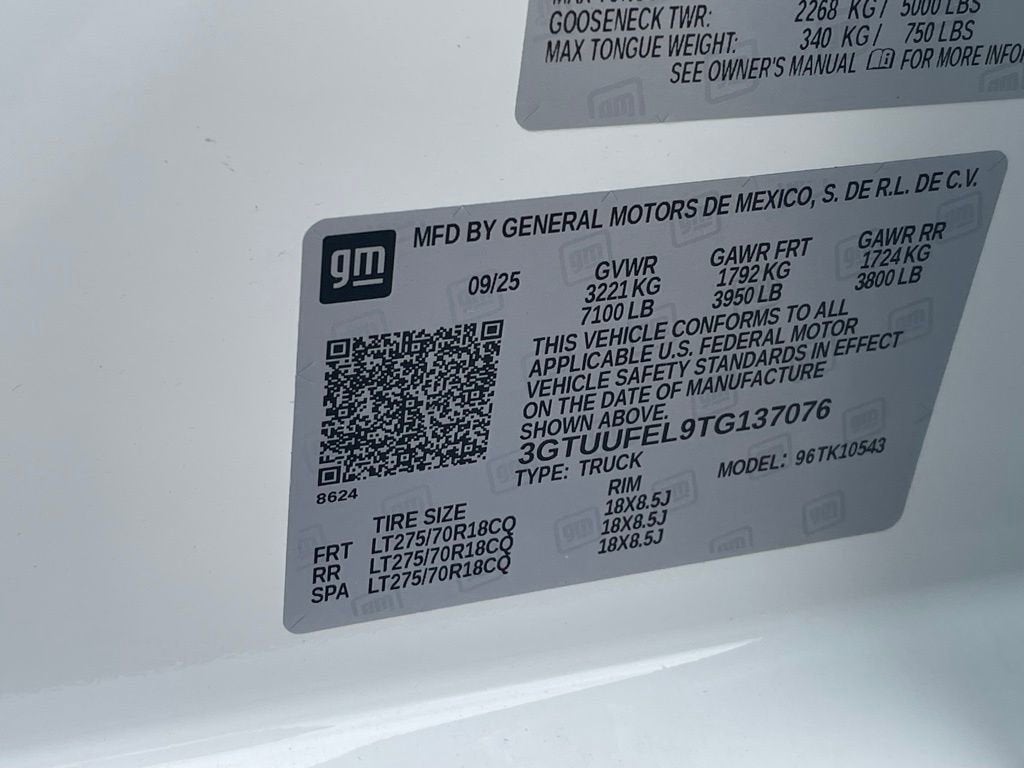 GOOSENECK TWR: 2268 KG / 5000 LBS
MAX TONGUE WEIGHT: 340 KG / 750 LBS
SEE OWNER'S MANUAL FOR MORE
gm
MFD BY GENERAL MOTORS DE MEXICO, S. DE R.L. DE C.V.
09/25
GVWR GAWR FRT GAWR RR
3221 KG 1792 KG 1724 KG
7100 LB 3950 LB 3800 LB
THIS VEHICLE CONFORMS TO ALL
APPLICABLE U.S. FEDERAL MOTOR
VEHICLE SAFETY STANDARDS IN EFFECT
ON THE DATE OF MANUFACTURE
SHOWN ABOVE.
3GTUUFEL9TG137076
TYPE: TRUCK MODEL: 96TK10543
8624
TIRE SIZE RIM
FRT LT275/70R18CQ 18X8.5J
RR LT275/70R18CQ 18X8.5J
SPA LT275/70R18CQ 18X8.5J